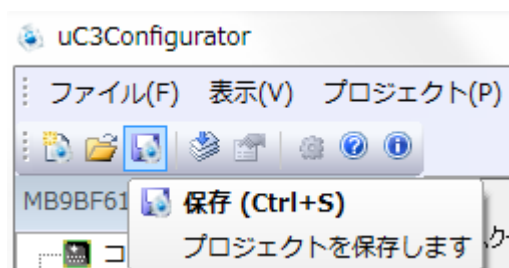 uC3Configurator
ファイル(F) 表示(V) プロジェクト(P)
MB9BF61
保存 (Ctrl+S)
プロジェクトを保存します
コ